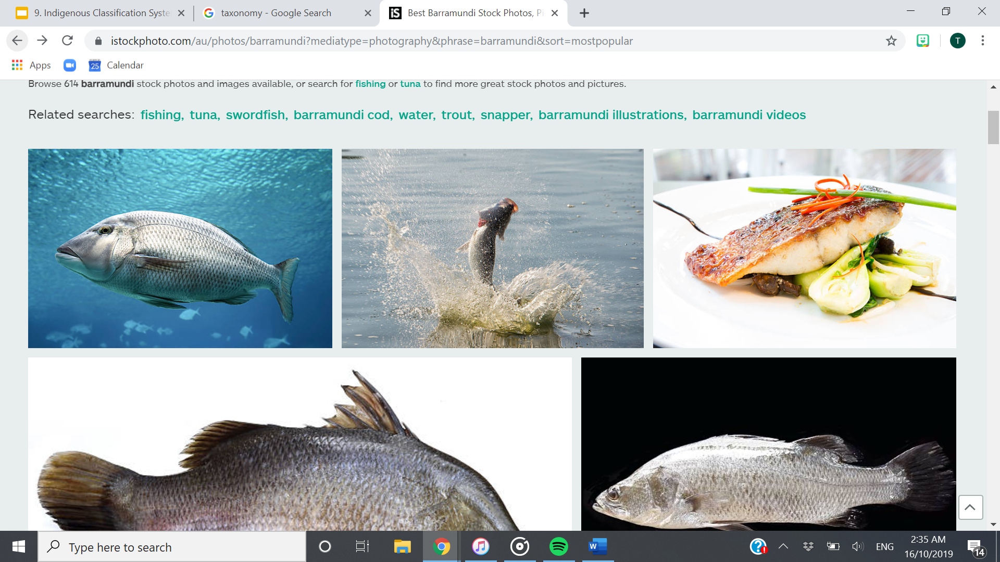 9. Indigenous Classification Syste
taxonomy - Google Search
iS
Best Barramundi Stock Photos, Pi
istockphoto.com/au/photos/barramundi?mediatype=photography&phrase=barramundi&sort=mostpopular
T
Apps
25
Calendar
Browse 614 barramundi stock photos and images available, or search for fishing or tuna to find more great stock photos and pictures.
Related searches: fishing, tuna, swordfish, barramundi cod, water, trout, snapper, barramundi illustrations, barramundi videos
Type here to search
W
ENG
2:35 AM
16/10/2019
14